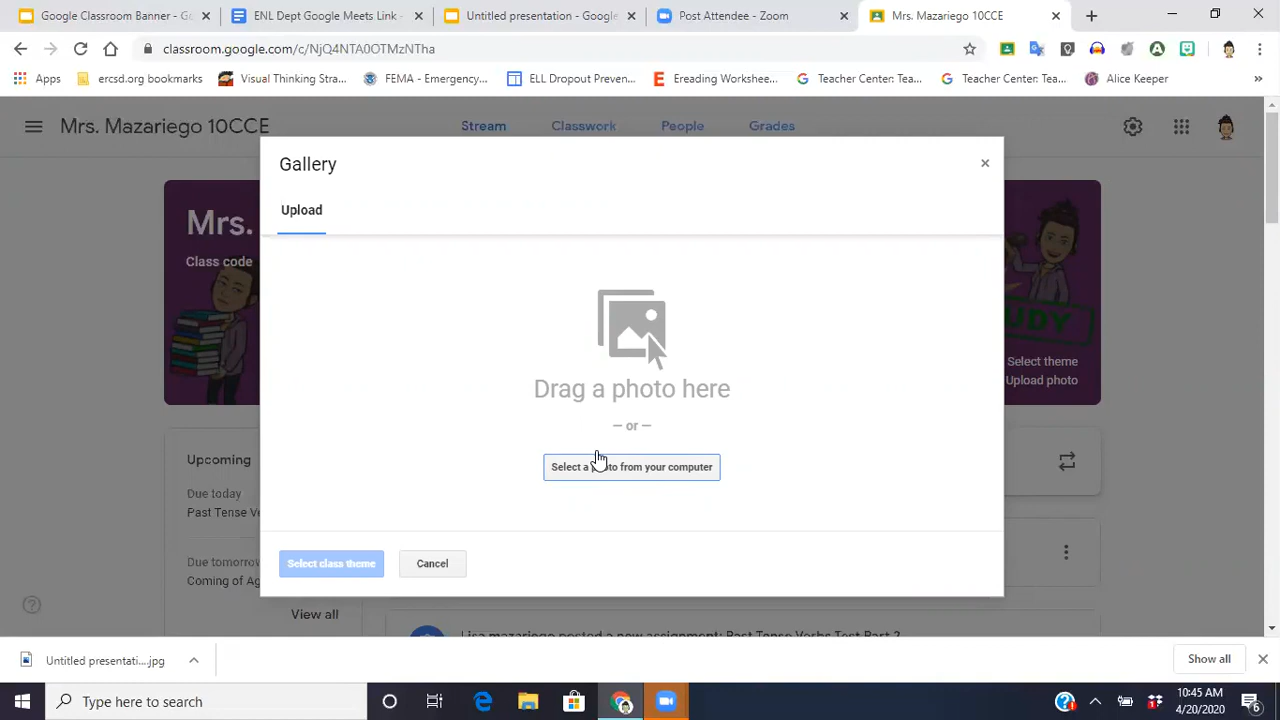 Google Classroom Banner - Go
ENL Dept Google Meets Link
Untitled presentation - Google
Post Attendee - Zoom
Mrs. Mazariego 10CCE
classroom.google.com/c/NjQ4NTA0OTMzNTha
Apps
ercsd.org bookmarks
Visual Thinking Stra...
FEMA - Emergency...
ELL Dropout Preven...
Ereading Workshee...
Teacher Center: Tea...
Teacher Center: Tea...
Alice Keeper
»
Mrs. Mazariego 10CCE
Stream
Classwork
People
Grades
Gallery
Upload
Mrs.
Class code
UDY
Select theme
Upload photo
Drag a photo here
— or —
Select a photo from your computer
Upcoming
Due today
Past Tense Ve
Due tomorrow
Coming of Ag
View all
Select class theme
Cancel
Lisa mazariego posted a new assignment: Past Tense Verbs Test Part 2
Untitled presentati....jpg
Show all
Type here to search
10:45 AM
4/20/2020
6